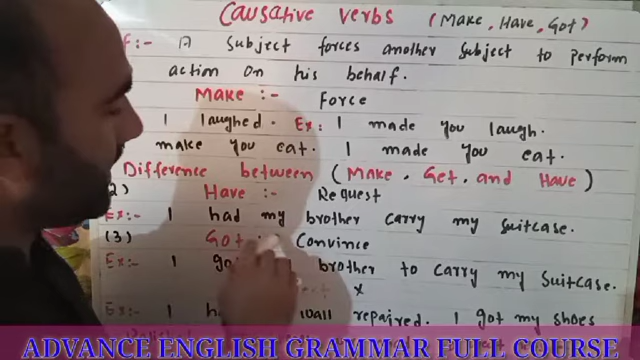 Causative Verbs (Make, Have, Got)
:- A Subject forces another Subject to perform
action on his behalf.
Make :- Force
I laughed. Ex: I made you laugh.
make you eat. I made you eat.
Difference between (Make, Get, and Have)
2) Have :- Request
Ex:- I had my brother carry my suitcase.
(3) Got :- Convince
Ex:- I brother to carry my Suitcase.
x
Ex:- I wall repaired. I got my shoes
ADVANCE ENGLISH GRAMMAR FULL COURSE